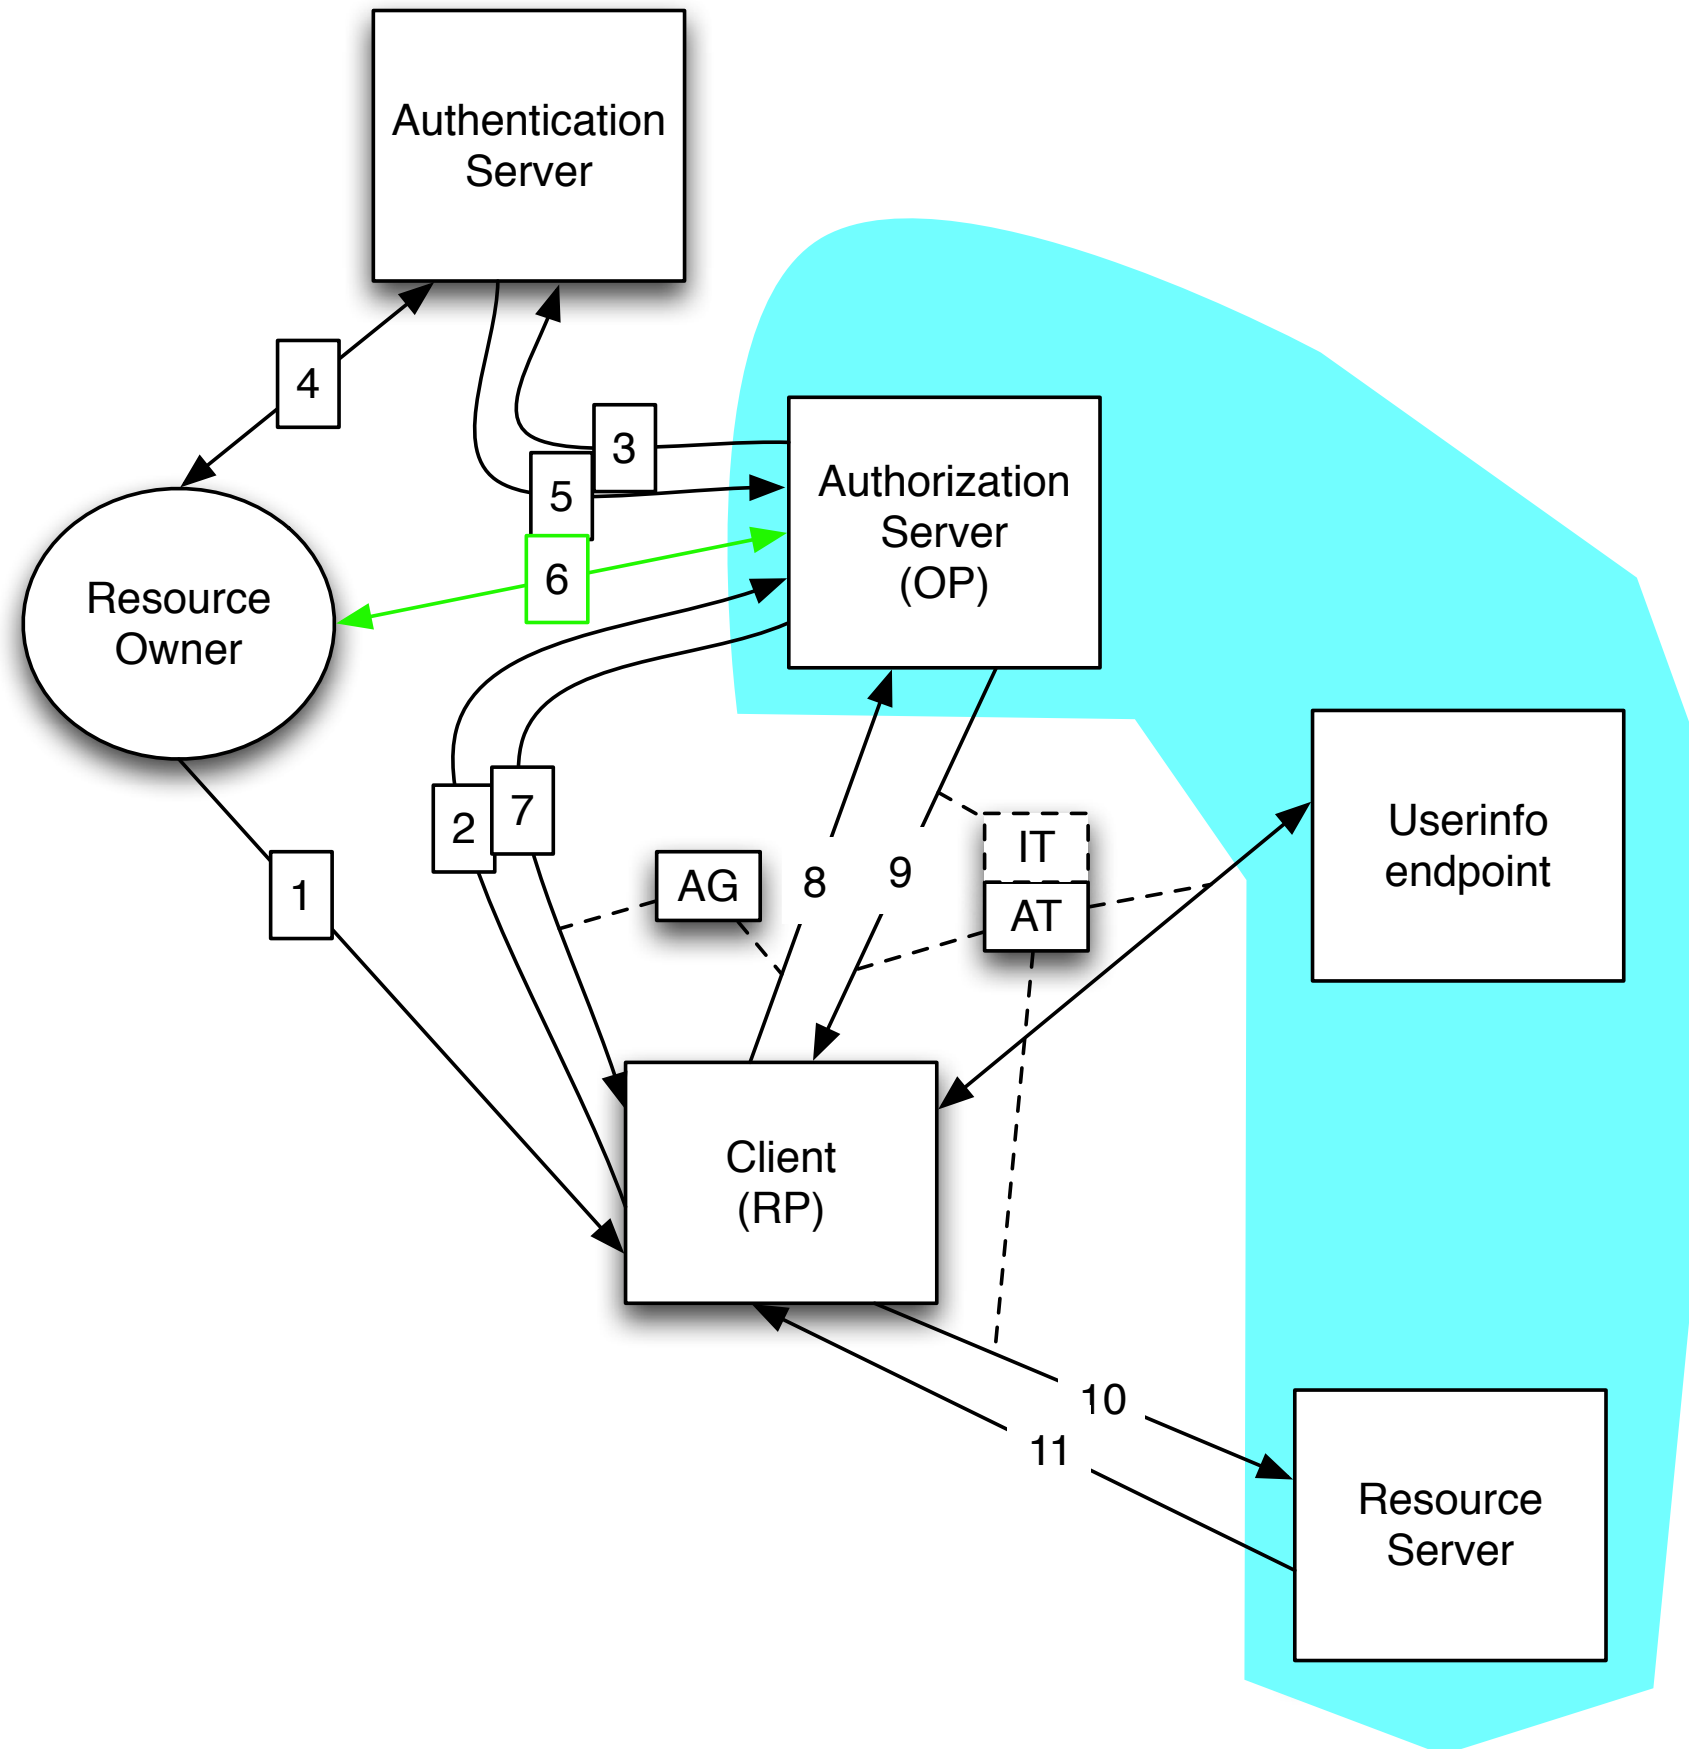 Authentication
Server
4
3
5
Authorization
Server
(OP)
6
Resource
Owner
2
7
1
AG
8
9
IT
AT
Userinfo
endpoint
Client
(RP)
10
11
Resource
Server